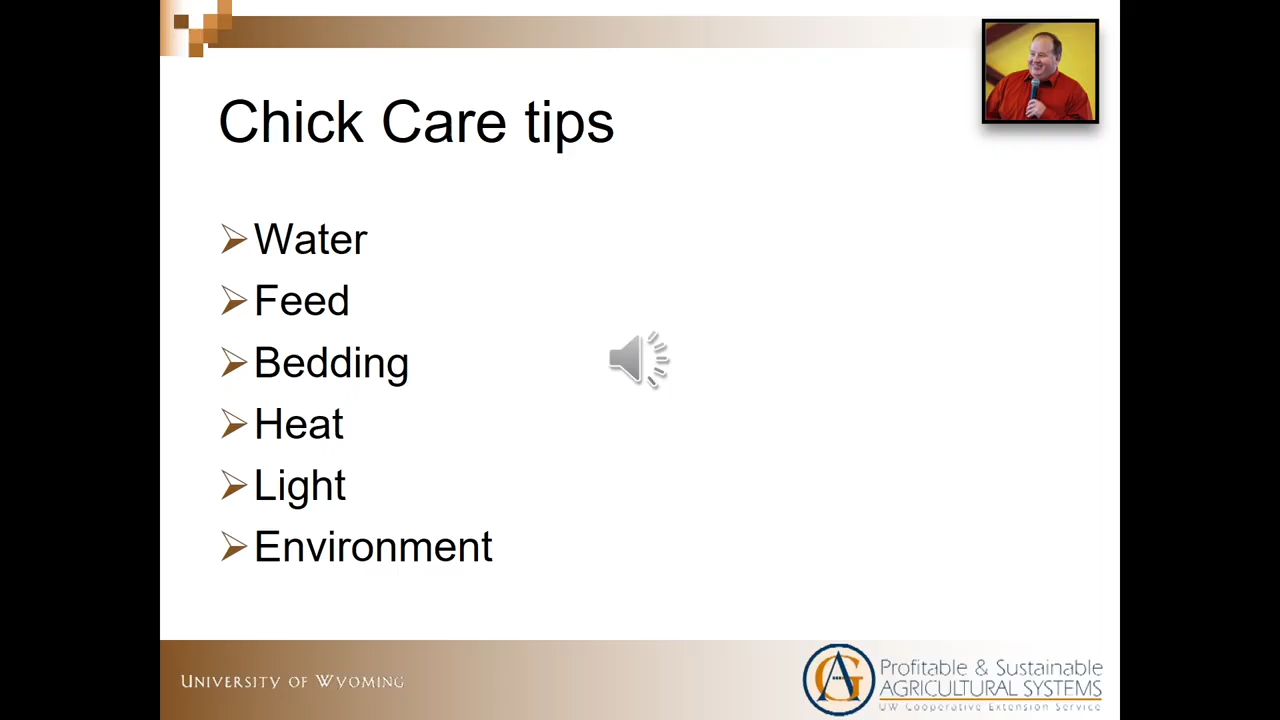 Chick Care tips
Water
Feed
Bedding
Heat
Light
Environment
UNIVERSITY OF WYOMING
AG
Profitable & Sustainable
AGRICULTURAL SYSTEMS
UW Cooperative Extension Service